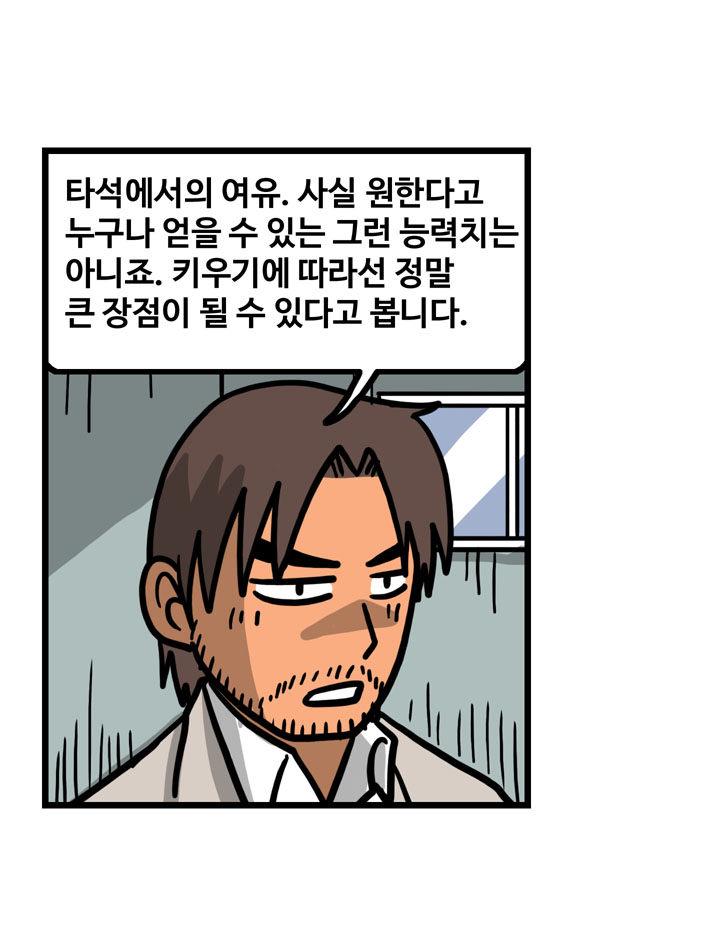 타석에서의 여유. 사실 원한다고
누구나 얻을 수 있는 그런 능력치는
아니죠. 키우기에 따라선 정말
큰 장점이 될 수 있다고 봅니다.